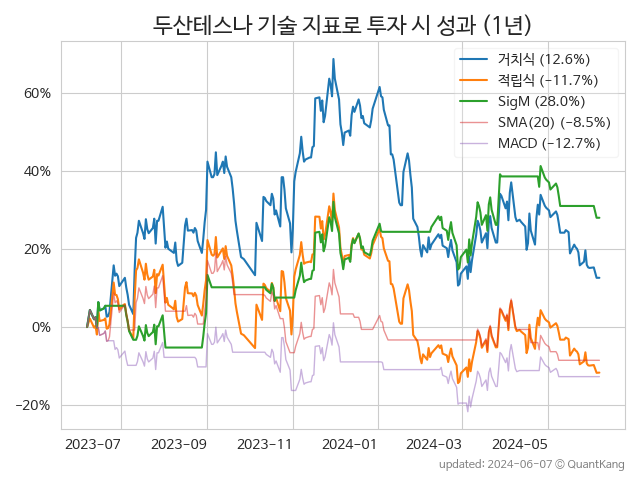 두산테스나 기술 지표로 투자 시 성과 (1년)
거치식 (12.6%)
적립식 (−11.7%)
SigM (28.0%)
SMA(20) (−8.5%)
MACD (−12.7%)
60%
40%
20%
0%
−20%
2023-07
2023-09
2023-11
2024-01
2024-03
2024-05
updated: 2024-06-07 © QuantKang